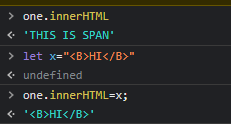 > one.innerHTML
< 'THIS IS SPAN'
> let x="<B>HI</B>"
< undefined
> one.innerHTML=x;
< '<B>HI</B>'